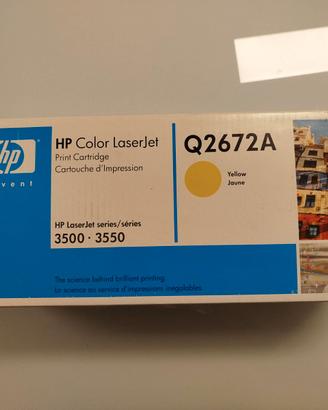 hp
invent
HP Color LaserJet
Print Cartridge
Cartouche d'Impression
HP LaserJet series/séries
3500 · 3550
Q2672A
Yellow
Jaune
The science behind brilliant printing
La science au service d'impressions inégalables